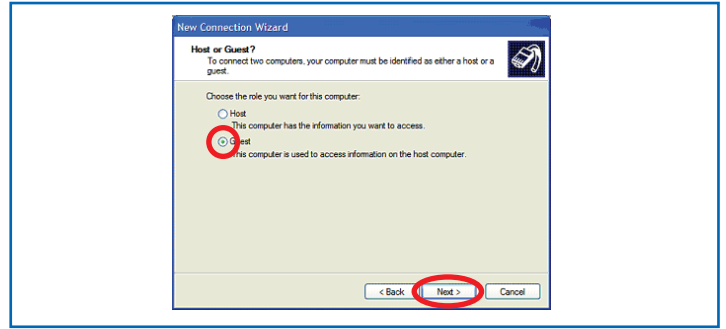 New Connection Wizard
Host or Guest?
To connect two computers, your computer must be identified as either a host or a
guest.
Choose the role you want for this computer:
Host
This computer has the information you want to access.
Guest
This computer is used to access information on the host computer.
< Back
Next >
Cancel